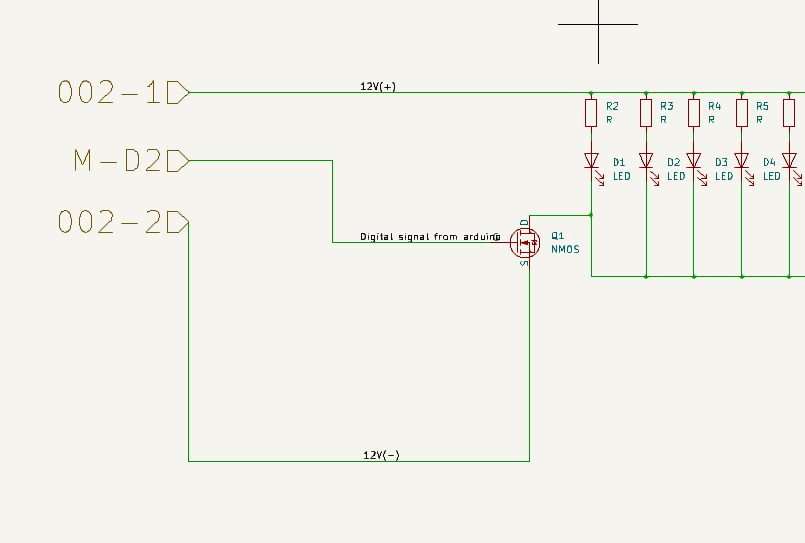 002-1
12V(+)
R2
R
R3
R
R4
R
R5
R
M-D2
D1
LED
D2
LED
D3
LED
D4
LED
002-2
Digital signal from arduino
G
D
S
Q1
NMOS
12V(-)